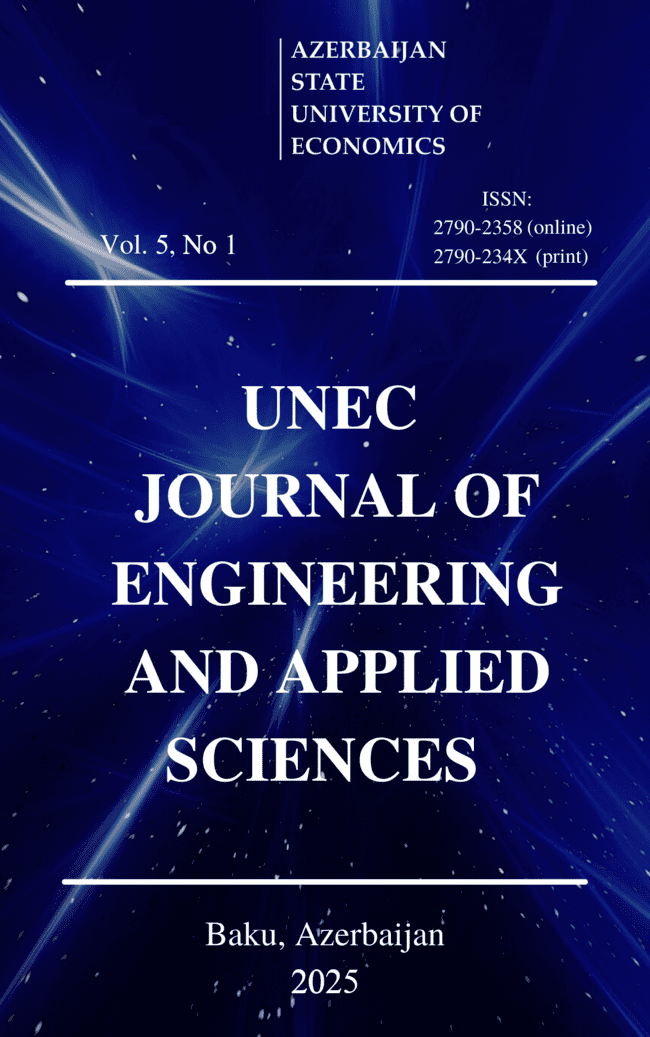 AZERBAIJAN
STATE
UNIVERSITY OF
ECONOMICS
ISSN:
2790-2358 (online)
2790-234X (print)
Vol. 5, No 1
UNEC
JOURNAL OF
ENGINEERING
AND APPLIED
SCIENCES
Baku, Azerbaijan
2025